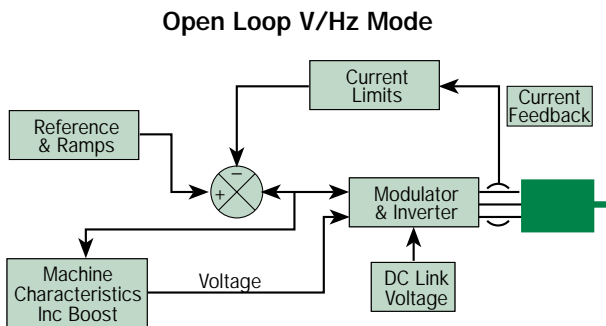 Open Loop V/Hz Mode
Current
Limits
Current
Feedback
Reference
& Ramps
−
+
Modulator
& Inverter
Machine
Characteristics
Inc Boost
Voltage
DC Link
Voltage